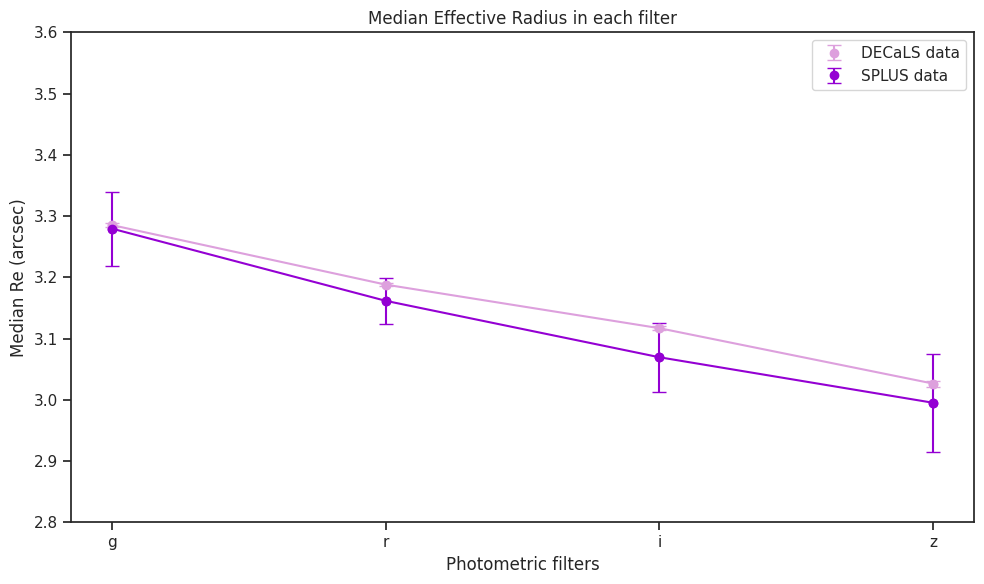 Median Effective Radius in each filter
DECaLS data
SPLUS data
Median Re (arcsec)
3.6
3.5
3.4
3.3
3.2
3.1
3.0
2.9
2.8
g r i z
Photometric filters